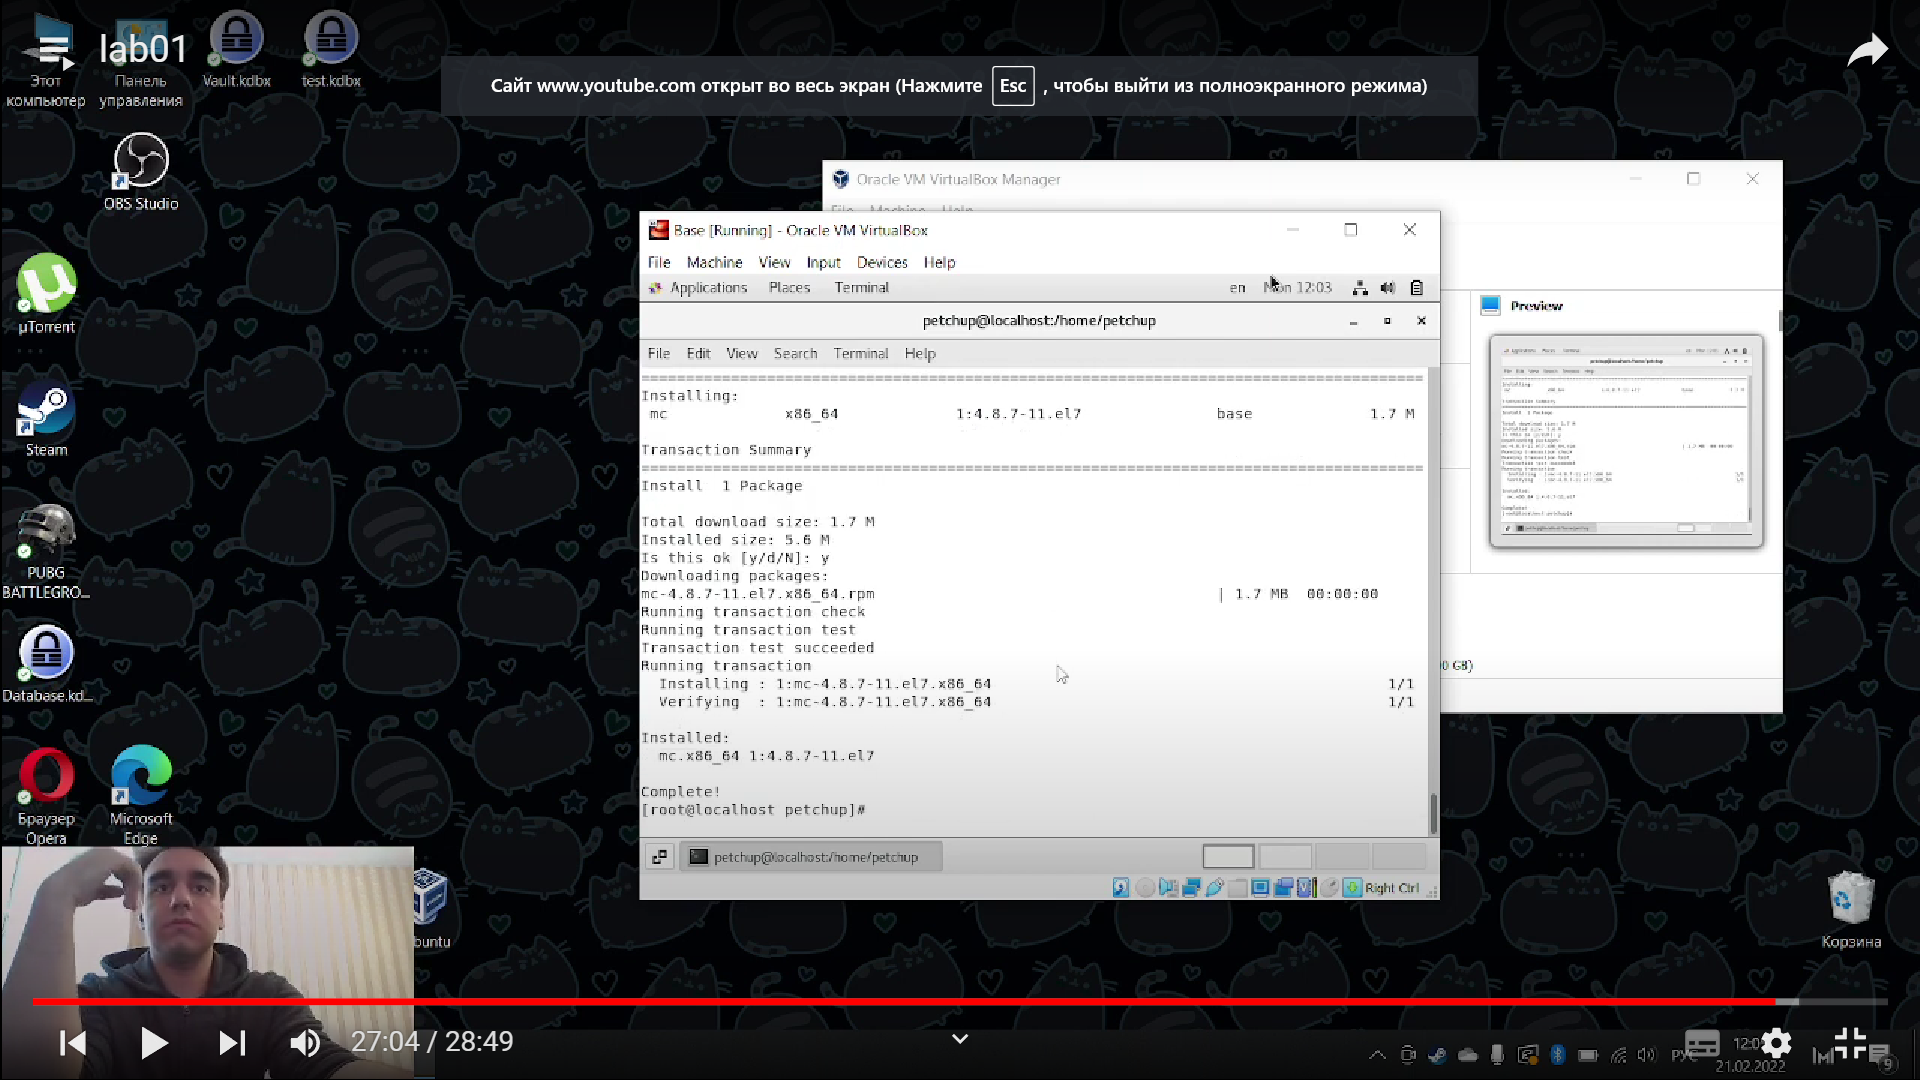 lab01
Этот компьютер
Панель управления
Vault.kdbx
test.kdbx
Сайт www.youtube.com открыт во весь экран (Нажмите Esc , чтобы выйти из полноэкранного режима)
OBS Studio
µTorrent
Steam
PUBG
BATTLEGRO...
Database.kd...
Браузер Opera
Microsoft Edge
buntu
Корзина
Oracle VM VirtualBox Manager
File Machine Help
Preview
0 GB)
Base [Running] - Oracle VM VirtualBox
File Machine View Input Devices Help
Applications Places Terminal en Mon 12:03
petchup@localhost:/home/petchup
File Edit View Search Terminal Help
Installing:
mc x86_64 1:4.8.7-11.el7 base 1.7 M
Transaction Summary
Install 1 Package
Total download size: 1.7 M
Installed size: 5.6 M
Is this ok [y/d/N]: y
Downloading packages:
mc-4.8.7-11.el7.x86_64.rpm | 1.7 MB 00:00:00
Running transaction check
Running transaction test
Transaction test succeeded
Running transaction
Installing : 1:mc-4.8.7-11.el7.x86_64 1/1
Verifying : 1:mc-4.8.7-11.el7.x86_64 1/1
Installed:
mc.x86_64 1:4.8.7-11.el7
Complete!
[root@localhost petchup]#
petchup@localhost:/home/petchup
Right Ctrl
27:04 / 28:49
21.02.2022
9